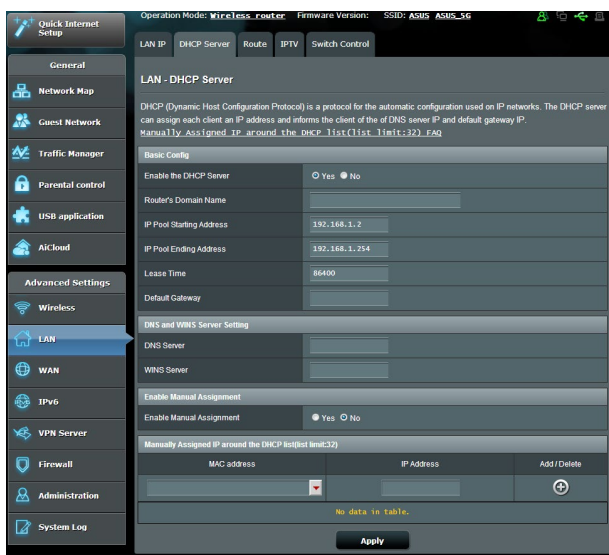 Quick Internet
Setup
General
Network Map
Guest Network
Traffic Manager
Parental control
USB application
AiCloud
Advanced Settings
Wireless
LAN
WAN
IPv6
VPN Server
Firewall
Administration
System Log
Operation Mode: Wireless router Firmware Version: SSID: ASUS ASUS_5G
LAN IP DHCP Server Route IPTV Switch Control
LAN - DHCP Server
DHCP (Dynamic Host Configuration Protocol) is a protocol for the automatic configuration used on IP networks. The DHCP server
can assign each client an IP address and informs the client of the of DNS server IP and default gateway IP.
Manually Assigned IP around the DHCP list(list limit:32) FAQ
Basic Config
Enable the DHCP Server Yes No
Router's Domain Name
IP Pool Starting Address 192.168.1.2
IP Pool Ending Address 192.168.1.254
Lease Time 86400
Default Gateway
DNS and WINS Server Setting
DNS Server
WINS Server
Enable Manual Assignment
Enable Manual Assignment Yes No
Manually Assigned IP around the DHCP list(list limit:32)
MAC address IP Address Add / Delete
No data in table.
Apply